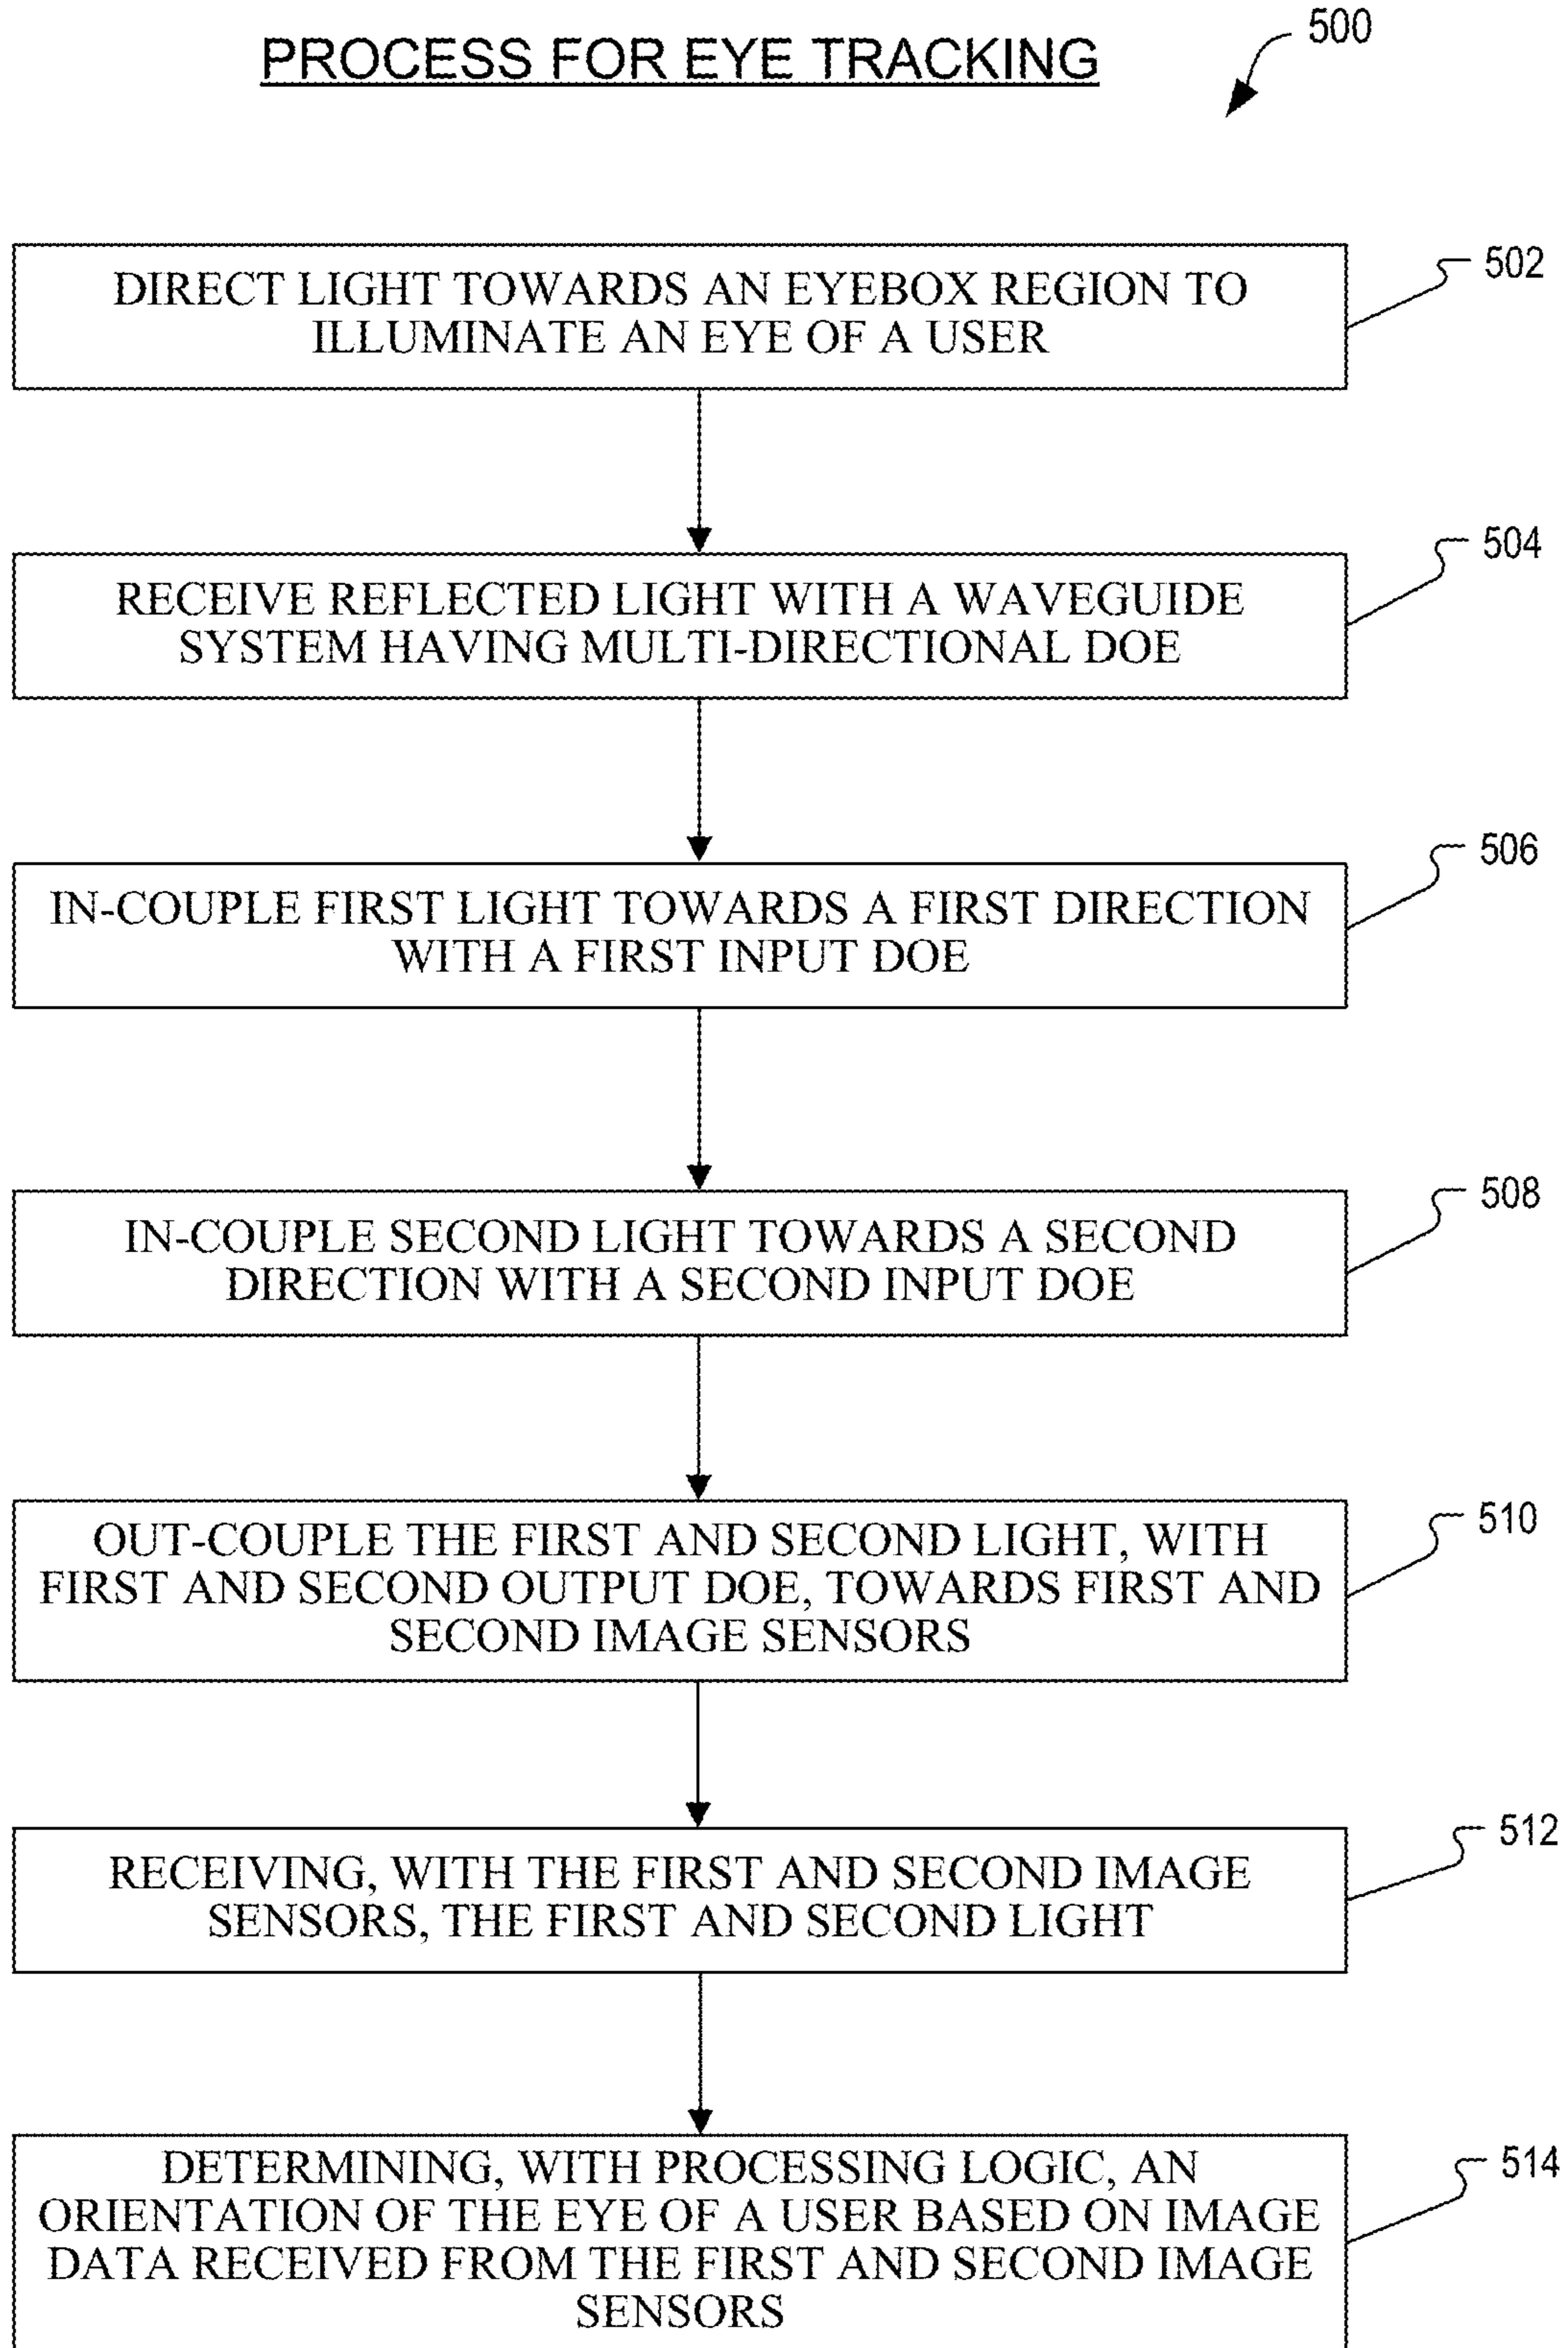 PROCESS FOR EYE TRACKING
500
DIRECT LIGHT TOWARDS AN EYEBOX REGION TO
ILLUMINATE AN EYE OF A USER
502
RECEIVE REFLECTED LIGHT WITH A WAVEGUIDE
SYSTEM HAVING MULTI-DIRECTIONAL DOE
504
IN-COUPLE FIRST LIGHT TOWARDS A FIRST DIRECTION
WITH A FIRST INPUT DOE
506
IN-COUPLE SECOND LIGHT TOWARDS A SECOND
DIRECTION WITH A SECOND INPUT DOE
508
OUT-COUPLE THE FIRST AND SECOND LIGHT, WITH
FIRST AND SECOND OUTPUT DOE, TOWARDS FIRST AND
SECOND IMAGE SENSORS
510
RECEIVING, WITH THE FIRST AND SECOND IMAGE
SENSORS, THE FIRST AND SECOND LIGHT
512
DETERMINING, WITH PROCESSING LOGIC, AN
ORIENTATION OF THE EYE OF A USER BASED ON IMAGE
DATA RECEIVED FROM THE FIRST AND SECOND IMAGE
SENSORS
514